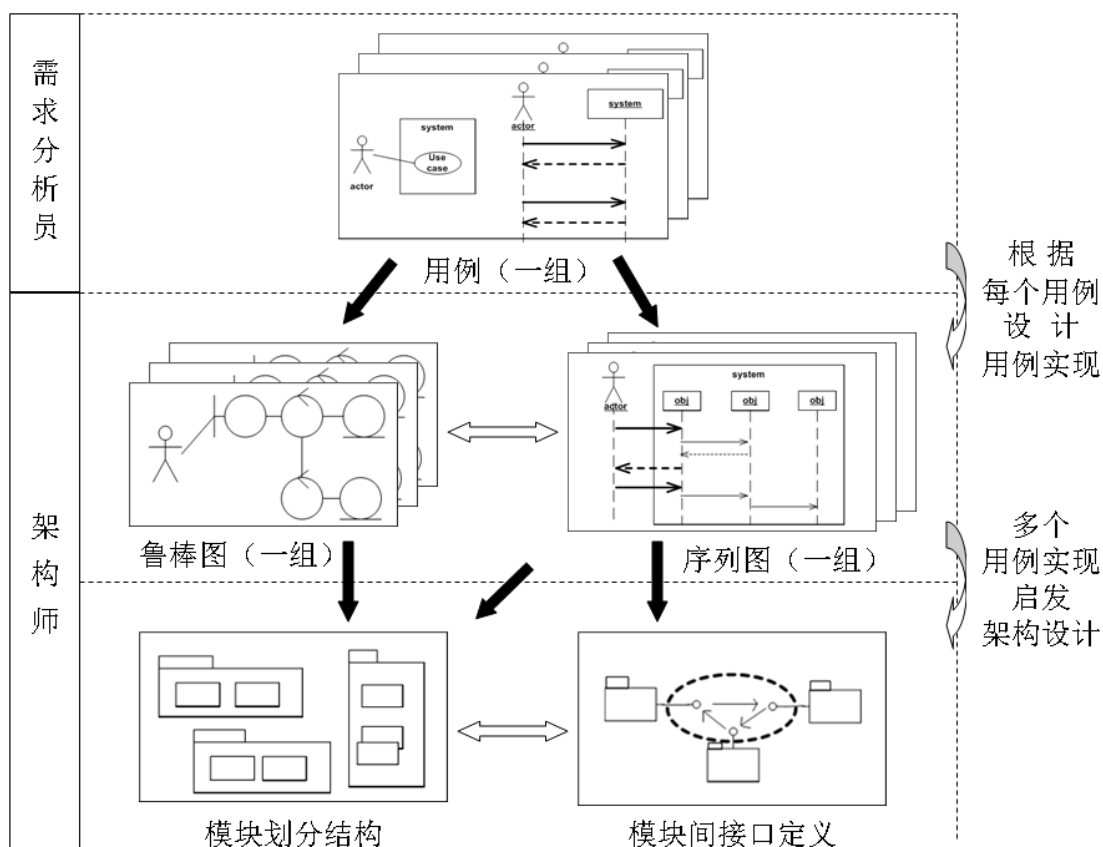 需求分析员
system
Use
case
actor
actor
system
用例（一组）
根 据
每个用例
设 计
用例实现
架构师
鲁棒图（一组）
actor
system
obj
obj
obj
序列图（一组）
多个
用例实现
启发
架构设计
模块划分结构
模块间接口定义